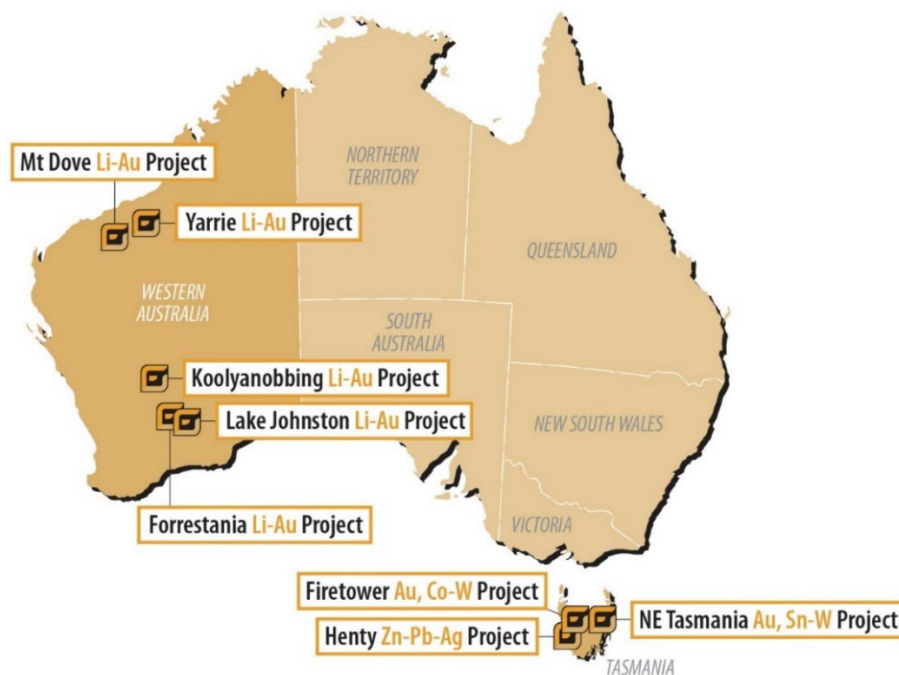 NORTHERN
TERRITORY
Mt Dove Li-Au Project
Yarrie Li-Au Project
QUEENSLAND
WESTERN
AUSTRALIA
SOUTH
AUSTRALIA
Koolyanobbing Li-Au Project
Lake Johnston Li-Au Project
NEW SOUTH WALES
Forrestania Li-Au Project
VICTORIA
Firetower Au, Co-W Project
NE Tasmania Au, Sn-W Project
Henty Zn-Pb-Ag Project
TASMANIA